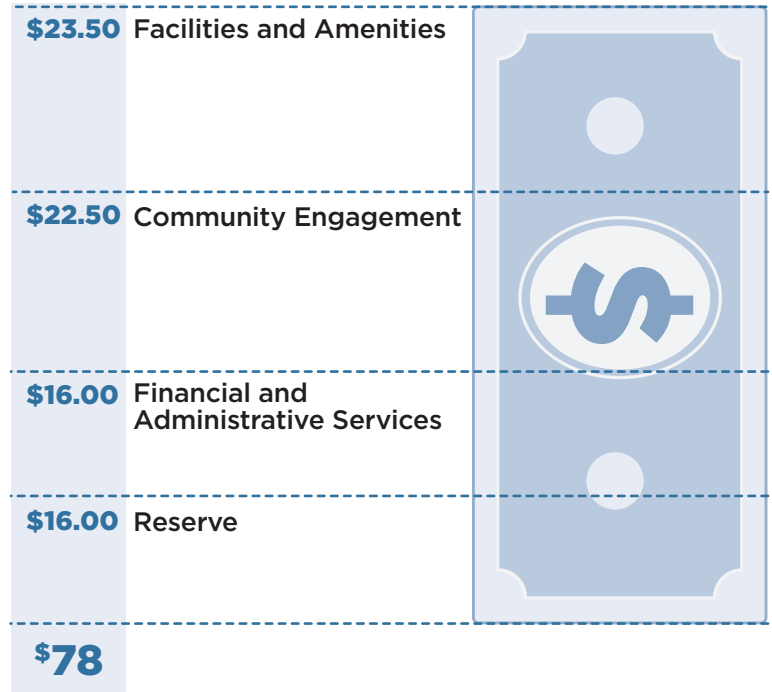 $23.50 Facilities and Amenities
$22.50 Community Engagement
$16.00 Financial and
Administrative Services
$16.00 Reserve
$78
$